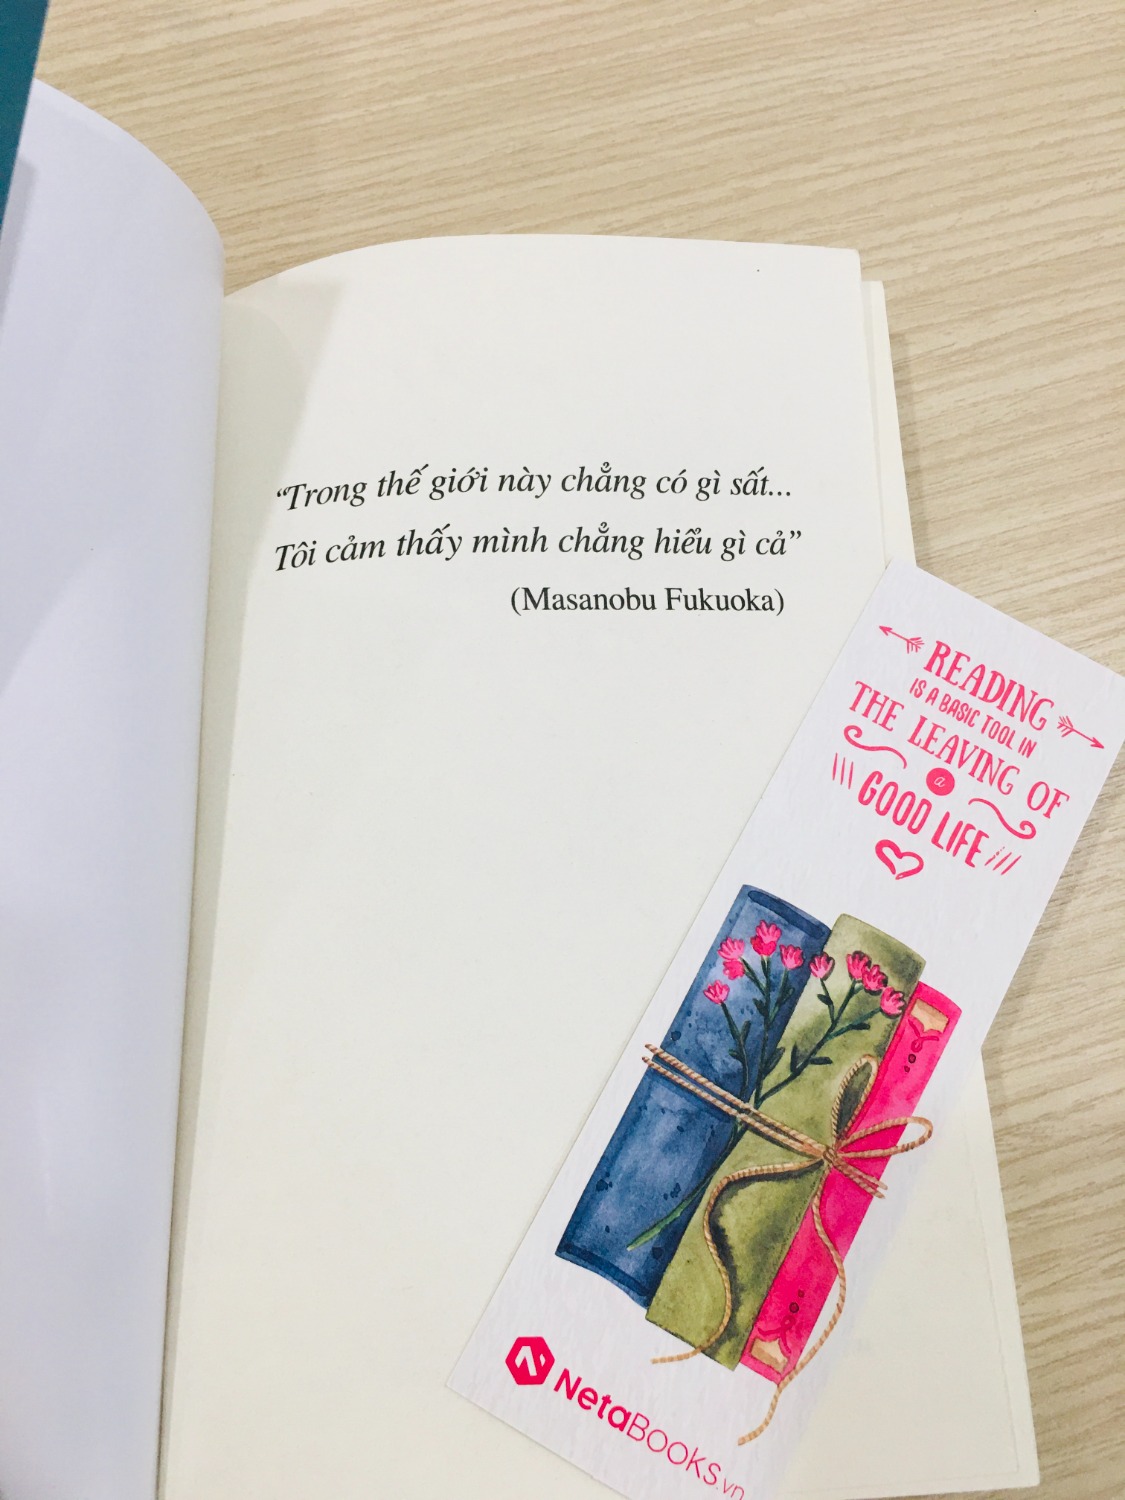 “Trong thế giới này chẳng có gì sất...
Tôi cảm thấy mình chẳng hiểu gì cả”
(Masanobu Fukuoka)
READING
IS A BASIC TOOL IN
THE LEAVING OF
a
GOOD LIFE
NetaBOOKS.vn